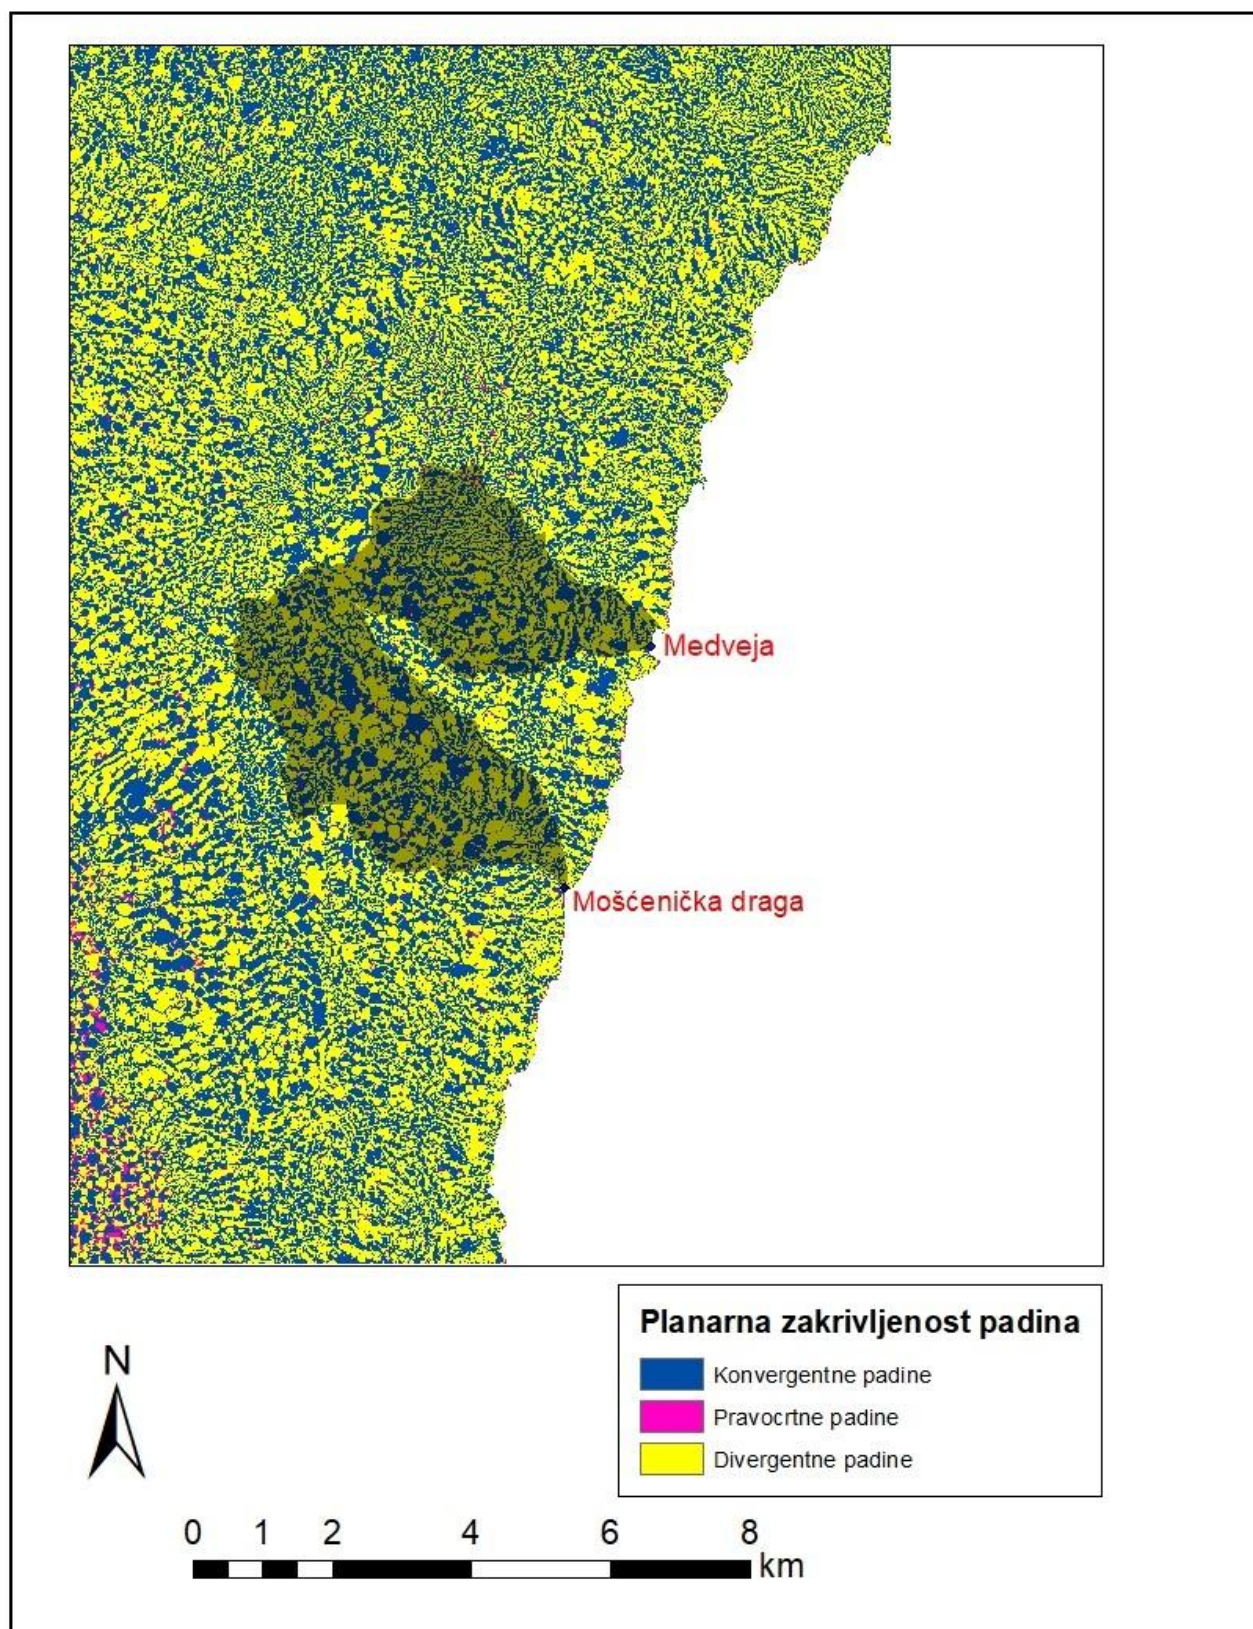 Medveja
Mošćenička draga
Planarna zakrivljenost padina
Konvergentne padine
Pravocrtne padine
Divergentne padine
N
0 1 2 4 6 8
km